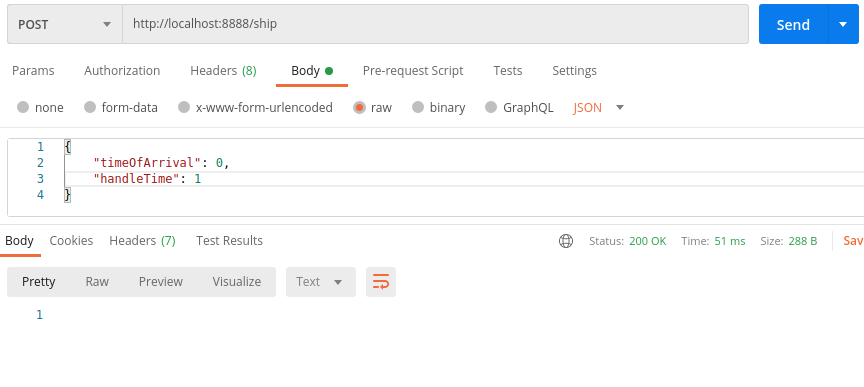 POST http://localhost:8888/ship Send
Params Authorization Headers (8) Body Pre-request Script Tests Settings
none form-data x-www-form-urlencoded raw binary GraphQL JSON
1 {
2 "timeOfArrival": 0,
3 "handleTime": 1
4 }
Body Cookies Headers (7) Test Results Status: 200 OK Time: 51 ms Size: 288 B Sav
Pretty Raw Preview Visualize Text
1